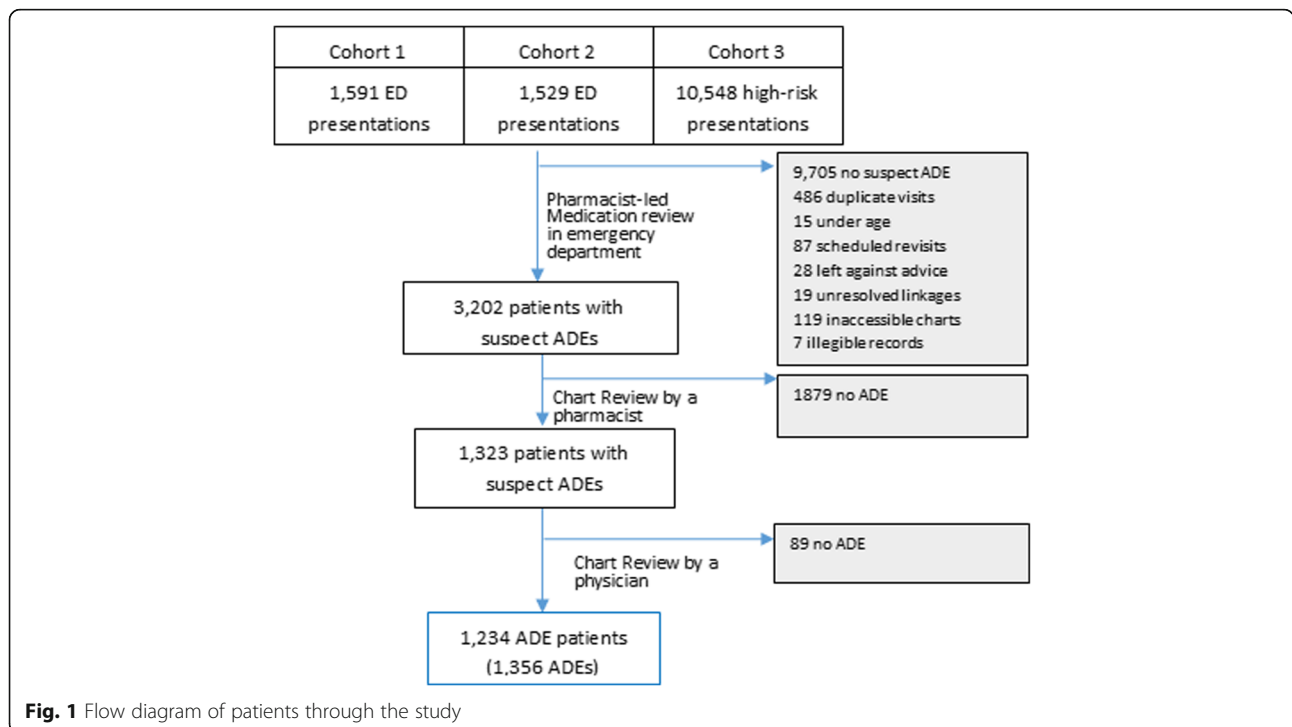 Cohort 1
Cohort 2
Cohort 3
1,591 ED
presentations
1,529 ED
presentations
10,548 high-risk
presentations
9,705 no suspect ADE
486 duplicate visits
15 under age
87 scheduled revisits
28 left against advice
19 unresolved linkages
119 inaccessible charts
7 illegible records
Pharmacist-led
Medication review
in emergency
department
3,202 patients with
suspect ADEs
1879 no ADE
Chart Review by a
pharmacist
1,323 patients with
suspect ADEs
89 no ADE
Chart Review by a
physician
1,234 ADE patients
(1,356 ADEs)
Fig. 1 Flow diagram of patients through the study